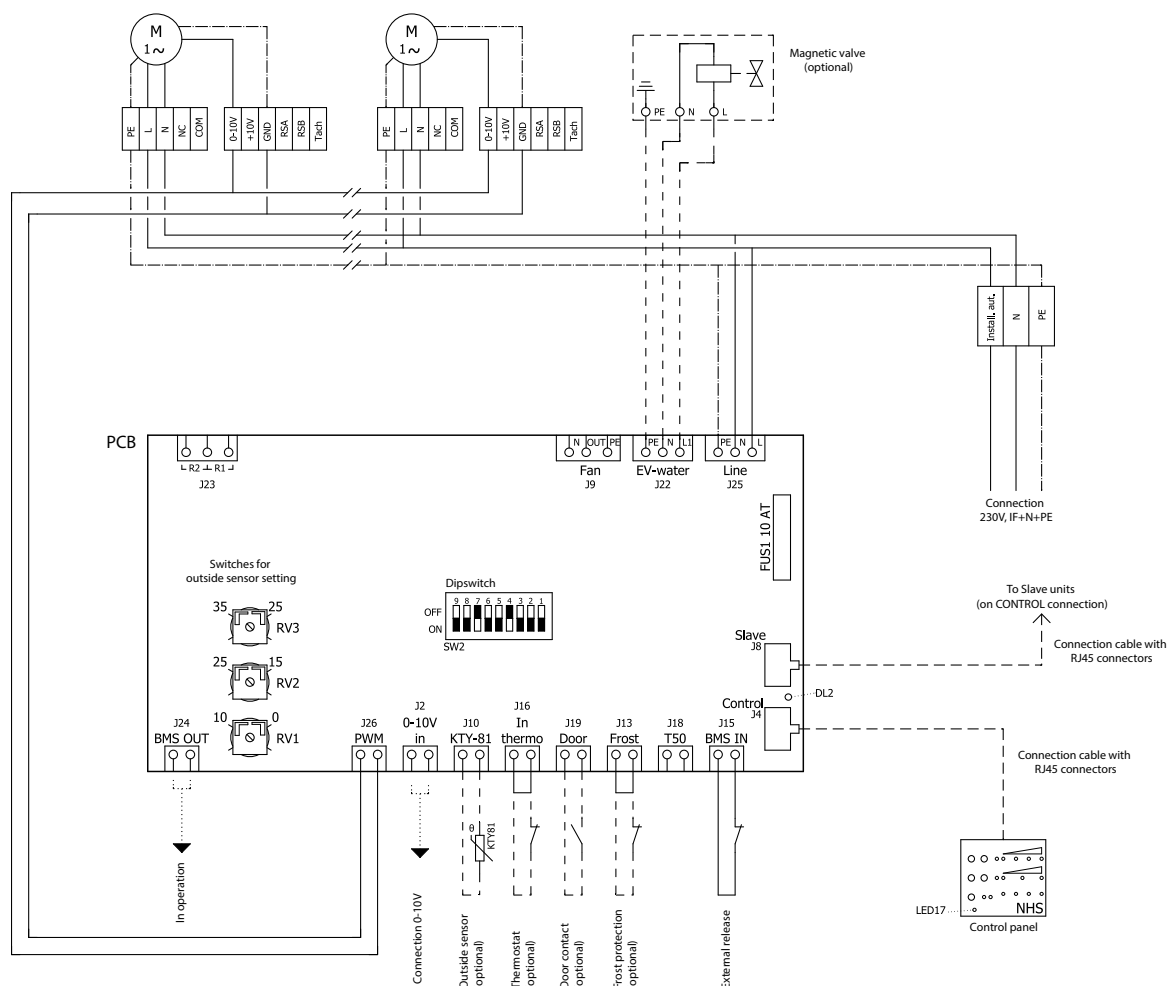 M
1~
M
1~
Magnetic valve
(optional)
PE
N
L
PE
L
N
NC
COM
0-10V
+10V
GND
RSA
RSB
Tach
PE
L
N
NC
COM
0-10V
+10V
GND
RSA
RSB
Tach
Install. aut.
N
PE
Connection
230V, IF+N+PE
PCB
R2
R1
J23
N
OUT
PE
Fan
J9
PE
N
L1
EV-water
J22
PE
N
L
Line
J25
FUS1 10 AT
Switches for
outside sensor setting
35
25
RV3
25
15
RV2
10
0
RV1
Dipswitch
9 8 7 6 5 4 3 2 1
OFF
ON
SW2
To Slave units
(on CONTROL connection)
Slave
J8
Connection cable with
RJ45 connectors
DL2
Control
J4
J24
BMS OUT
J26
PWM
J2
0-10V
in
J10
KTY-81
J16
In
thermo
J19
Door
J13
Frost
J18
T50
J15
BMS IN
Connection cable with
RJ45 connectors
θ
KTY81
In operation
Connection 0-10V
Outside sensor
(optional)
Thermostat
(optional)
Door contact
(optional)
Frost protection
(optional)
External release
LED17
NHS
Control panel